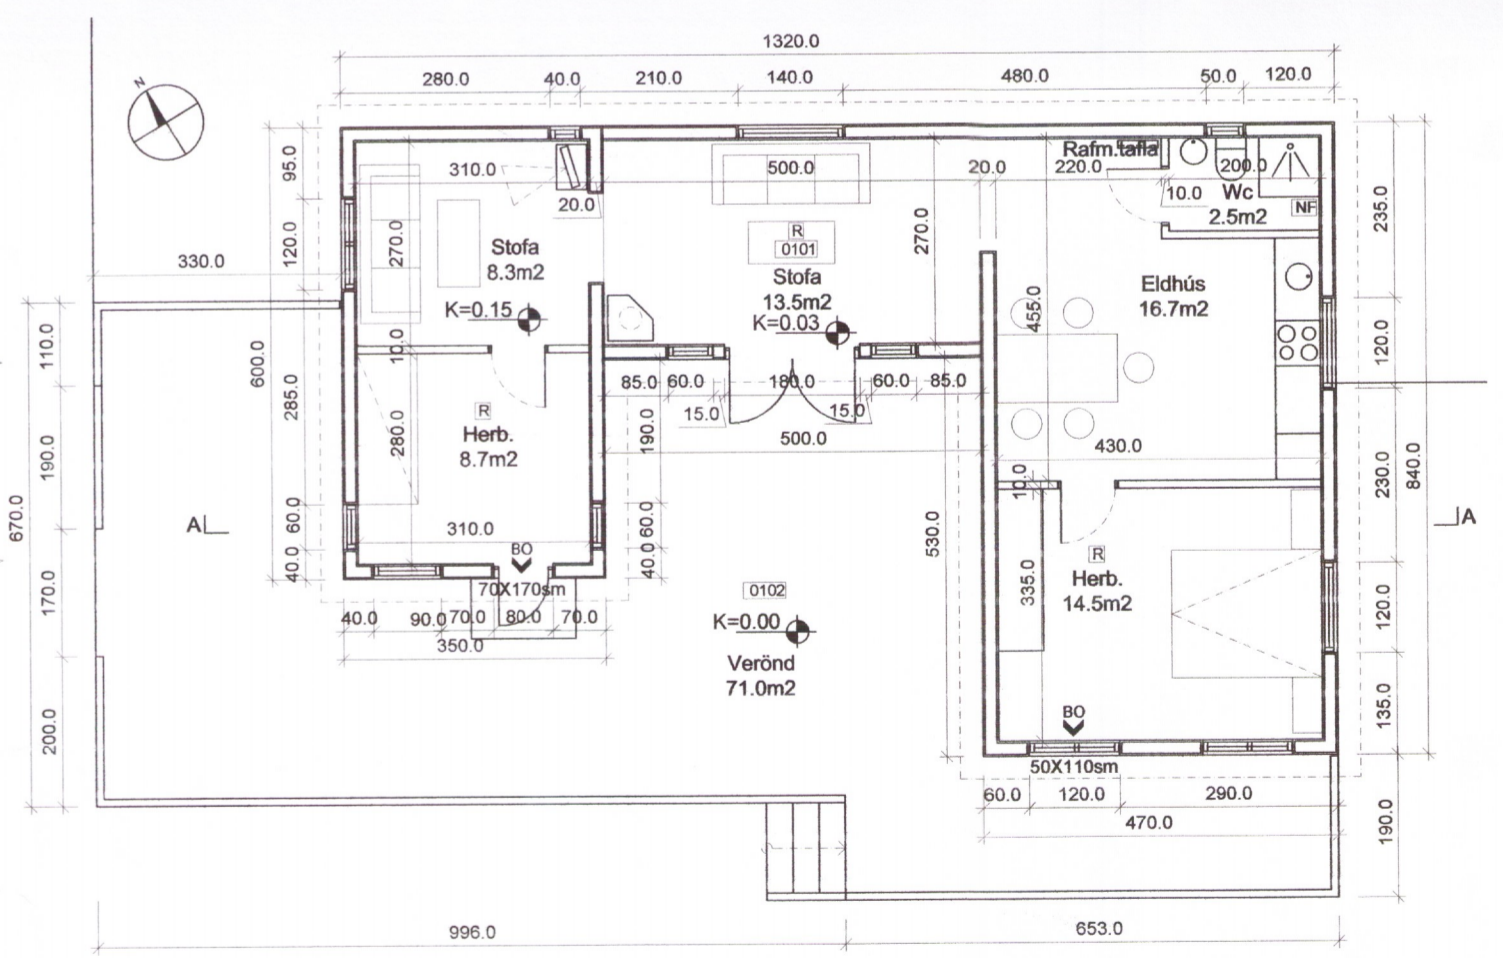 1320.0
280.0 40.0 210.0 140.0 480.0 50.0 120.0
N
95.0
120.0
285.0
60.0
40.0
600.0
330.0
110.0
190.0
170.0
200.0
670.0
310.0
20.0
270.0
Stofa
8.3m2
K=0.15
10.0
500.0
R
0101
Stofa
13.5m2
K=0.03
270.0
20.0
220.0
Rafm.tafla
10.0
200.0
Wc
2.5m2
NF
Eldhús
16.7m2
455.0
430.0
235.0
120.0
230.0
120.0
135.0
190.0
840.0
85.0 60.0 180.0 60.0 85.0
15.0 15.0
500.0
190.0
60.0
40.0
R
Herb.
8.7m2
280.0
310.0
BO
70X170sm
40.0 90.0 70.0 80.0 70.0
350.0
A
A
530.0
10.0
335.0
R
Herb.
14.5m2
0102
K=0.00
Verönd
71.0m2
BO
50X110sm
60.0 120.0 290.0
470.0
996.0 653.0